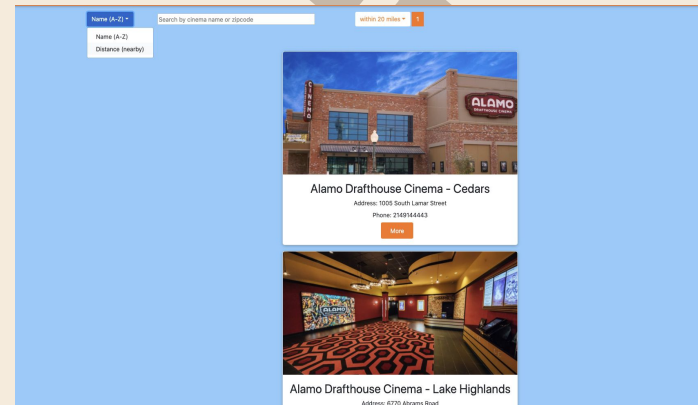 Name (A-Z)
Search by cinema name or zipcode
within 20 miles
1
Name (A-Z)
Distance (nearby)
CINEMA
ALAMO
DRAFTHOUSE CINEMA
Alamo Drafthouse Cinema - Cedars
Address: 1005 South Lamar Street
Phone: 2149144443
More
ALAMO
Alamo Drafthouse Cinema - Lake Highlands
Address: 6770 Abrams Road